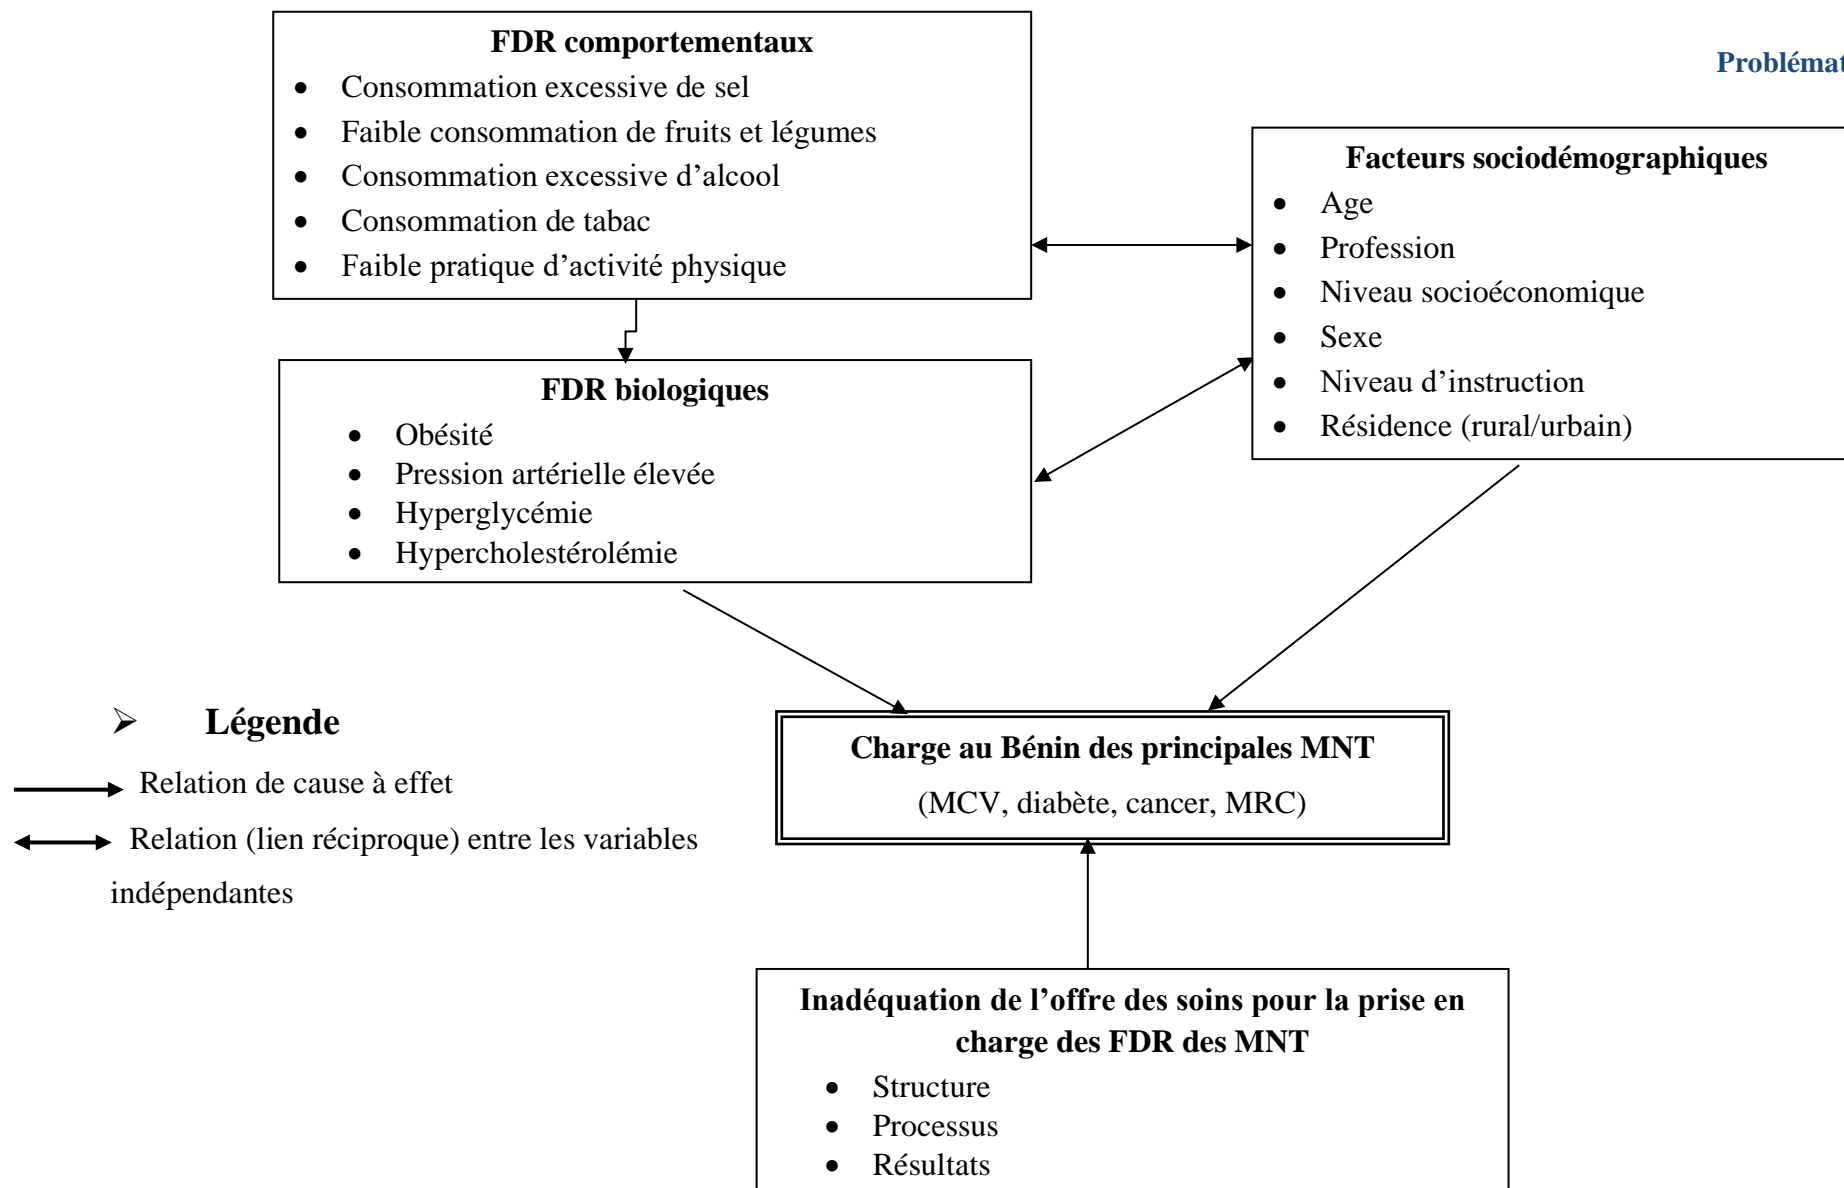 FDR comportementaux
• Consommation excessive de sel
• Faible consommation de fruits et légumes
• Consommation excessive d’alcool
• Consommation de tabac
• Faible pratique d’activité physique
Problémat
Facteurs sociodémographiques
• Age
• Profession
• Niveau socioéconomique
• Sexe
• Niveau d’instruction
• Résidence (rural/urbain)
FDR biologiques
• Obésité
• Pression artérielle élevée
• Hyperglycémie
• Hypercholestérolémie
➢ Légende
Relation de cause à effet
Relation (lien réciproque) entre les variables
indépendantes
Charge au Bénin des principales MNT
(MCV, diabète, cancer, MRC)
Inadéquation de l’offre des soins pour la prise en
charge des FDR des MNT
• Structure
• Processus
• Résultats